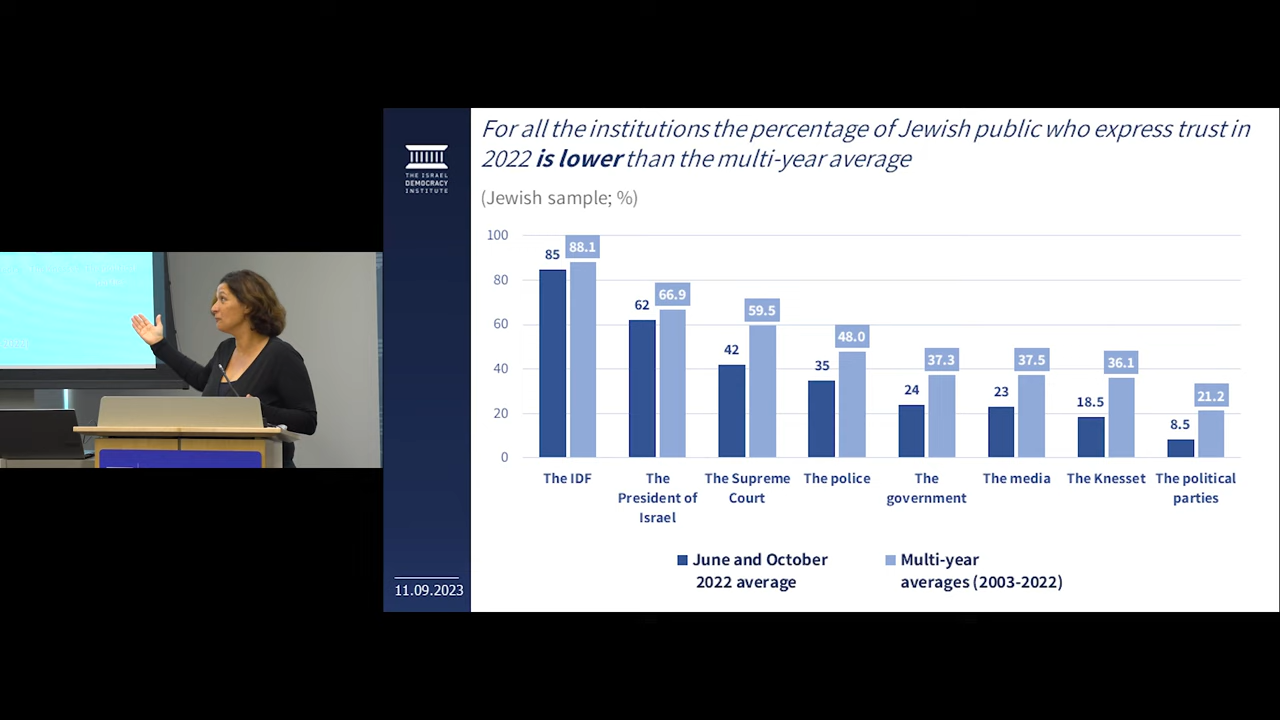 For all the institutions the percentage of Jewish public who express trust in
2022 is lower than the multi-year average
(Jewish sample; %)
THE ISRAEL
DEMOCRACY
INSTITUTE
100
80
60
40
20
0
85
88.1
62
66.9
42
59.5
35
48.0
24
37.3
23
37.5
18.5
36.1
8.5
21.2
The IDF
The
President of
Israel
The Supreme
Court
The police
The
government
The media
The Knesset
The political
parties
June and October
2022 average
Multi-year
averages (2003-2022)
11.09.2023